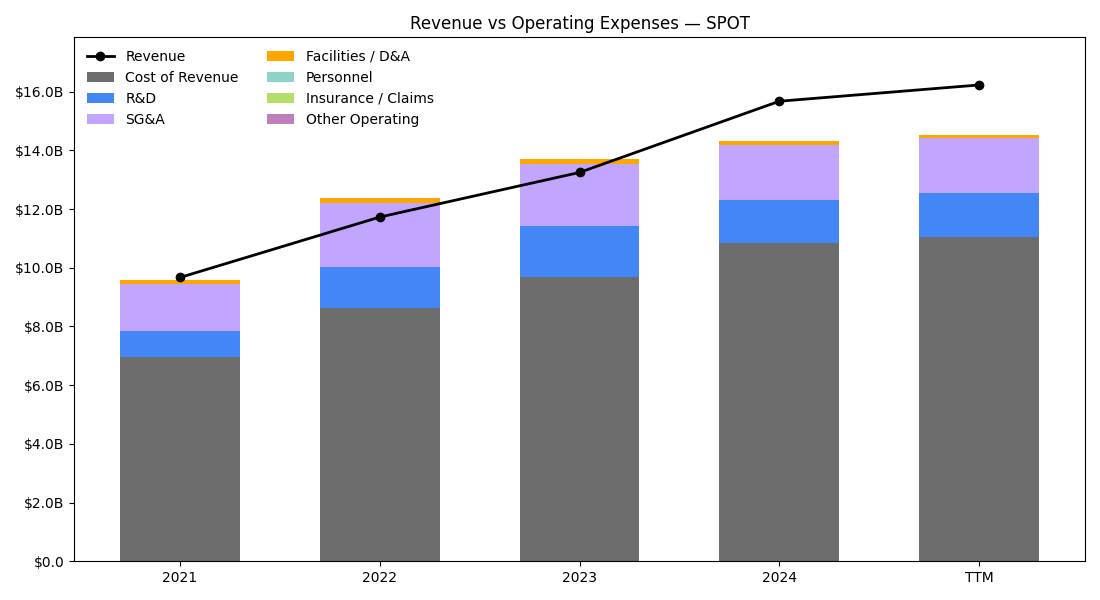 Revenue vs Operating Expenses — SPOT
Revenue
Cost of Revenue
R&D
SG&A
Facilities / D&A
Personnel
Insurance / Claims
Other Operating
$16.0B
$14.0B
$12.0B
$10.0B
$8.0B
$6.0B
$4.0B
$2.0B
$0.0
2021 2022 2023 2024 TTM